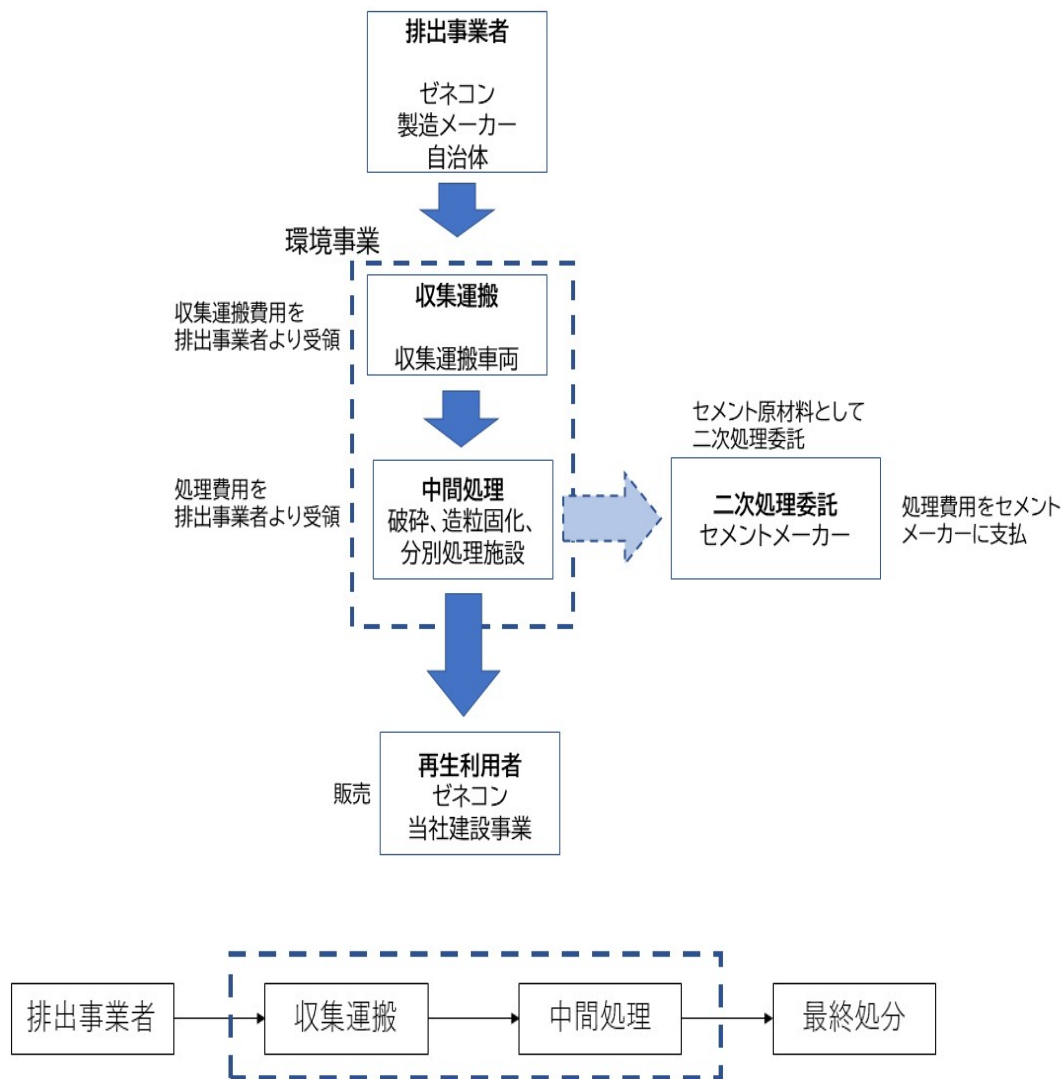 排出事業者
ゼネコン
製造メーカー
自治体
環境事業
収集運搬費用を
排出事業者より受領
収集運搬
収集運搬車両
処理費用を
排出事業者より受領
中間処理
破砕、造粒固化、
分別処理施設
セメント原材料として
二次処理委託
二次処理委託
セメントメーカー
処理費用をセメント
メーカーに支払
販売
再生利用者
ゼネコン
当社建設事業
排出事業者
収集運搬
中間処理
最終処分